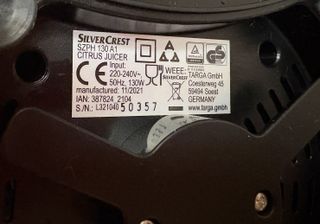 SILVERCREST
SZPH 130 A1
CITRUS JUICER
Input:
220-240V~,
50Hz, 130W
manufactured: 11/2021
IAN: 387824_2104
S./N.: L321040 50357
WEEE:
SILVERCREST
TARGA GmbH
Coesterweg 45
59494 Soest
GERMANY
www.targa.gmbh